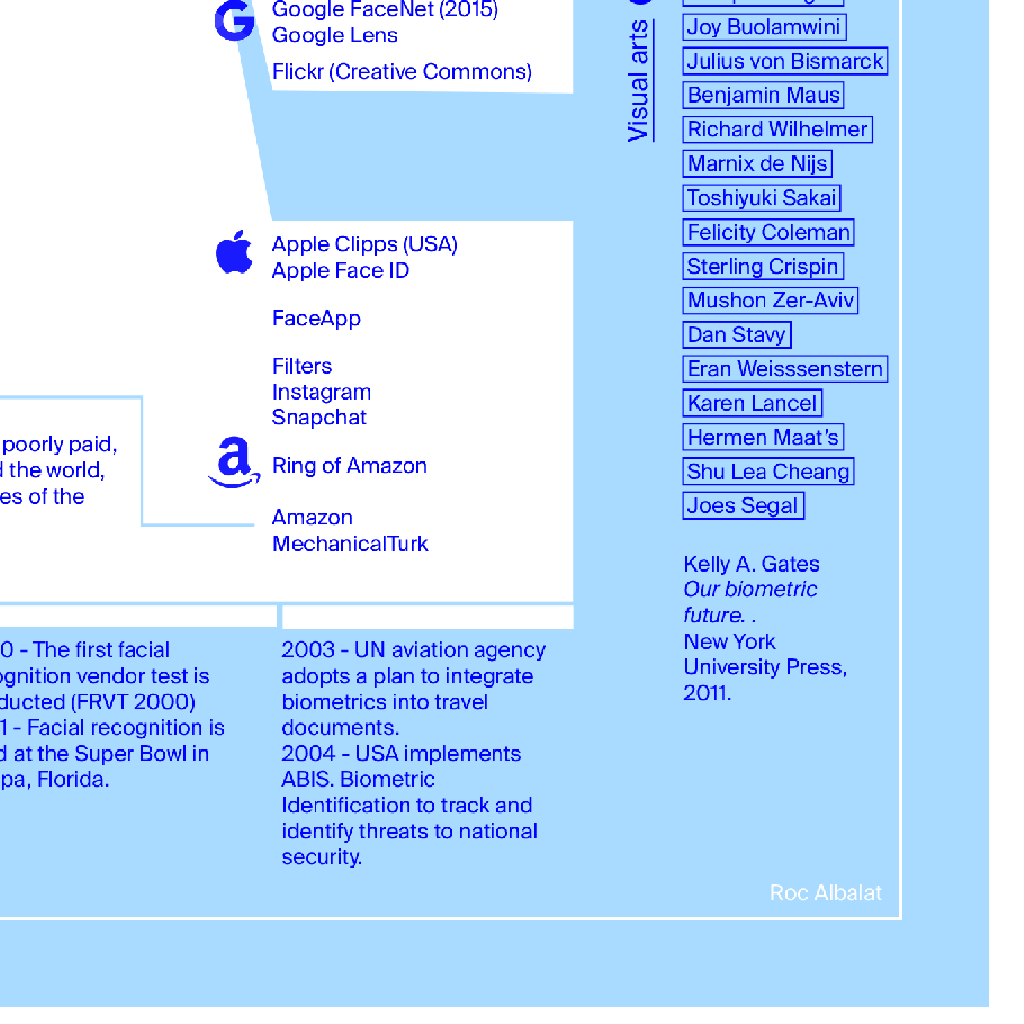 Google FaceNet (2015)
Google Lens
Flickr (Creative Commons)
Apple Clipps (USA)
Apple Face ID
FaceApp
Filters
Instagram
Snapchat
poorly paid,
the world,
es of the
Ring of Amazon
Amazon
MechanicalTurk
0 - The first facial
ognition vendor test is
ducted (FRVT 2000)
1 - Facial recognition is
d at the Super Bowl in
pa, Florida.
2003 - UN aviation agency
adopts a plan to integrate
biometrics into travel
documents.
2004 - USA implements
ABIS. Biometric
Identification to track and
identify threats to national
security.
Visual arts
Joy Buolamwini
Julius von Bismarck
Benjamin Maus
Richard Wilhelmer
Marnix de Nijs
Toshiyuki Sakai
Felicity Coleman
Sterling Crispin
Mushon Zer-Aviv
Dan Stavy
Eran Weisssenstern
Karen Lancel
Hermen Maat's
Shu Lea Cheang
Joes Segal
Kelly A. Gates
Our biometric
future. .
New York
University Press,
2011.
Roc Albalat